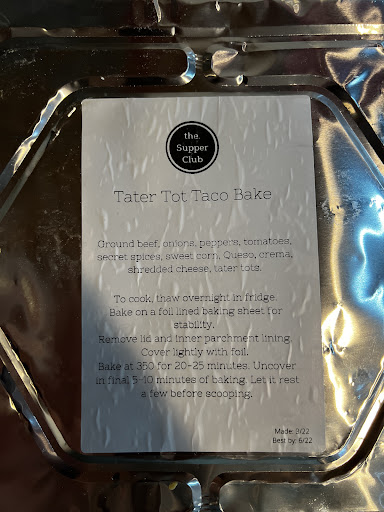 the.
Supper
Club
Tater Tot Taco Bake
Ground beef, onions, peppers, tomatoes,
secret spices, sweet corn, Queso, crema,
shredded cheese, tater tots.
To cook, thaw overnight in fridge.
Bake on a foil lined baking sheet for
stability.
Remove lid and inner parchment lining.
Cover lightly with foil.
Bake at 350 for 20-25 minutes. Uncover
in final 5-10 minutes of baking. Let it rest
a few before scooping.
Made: 3/22
Best by: 6/22